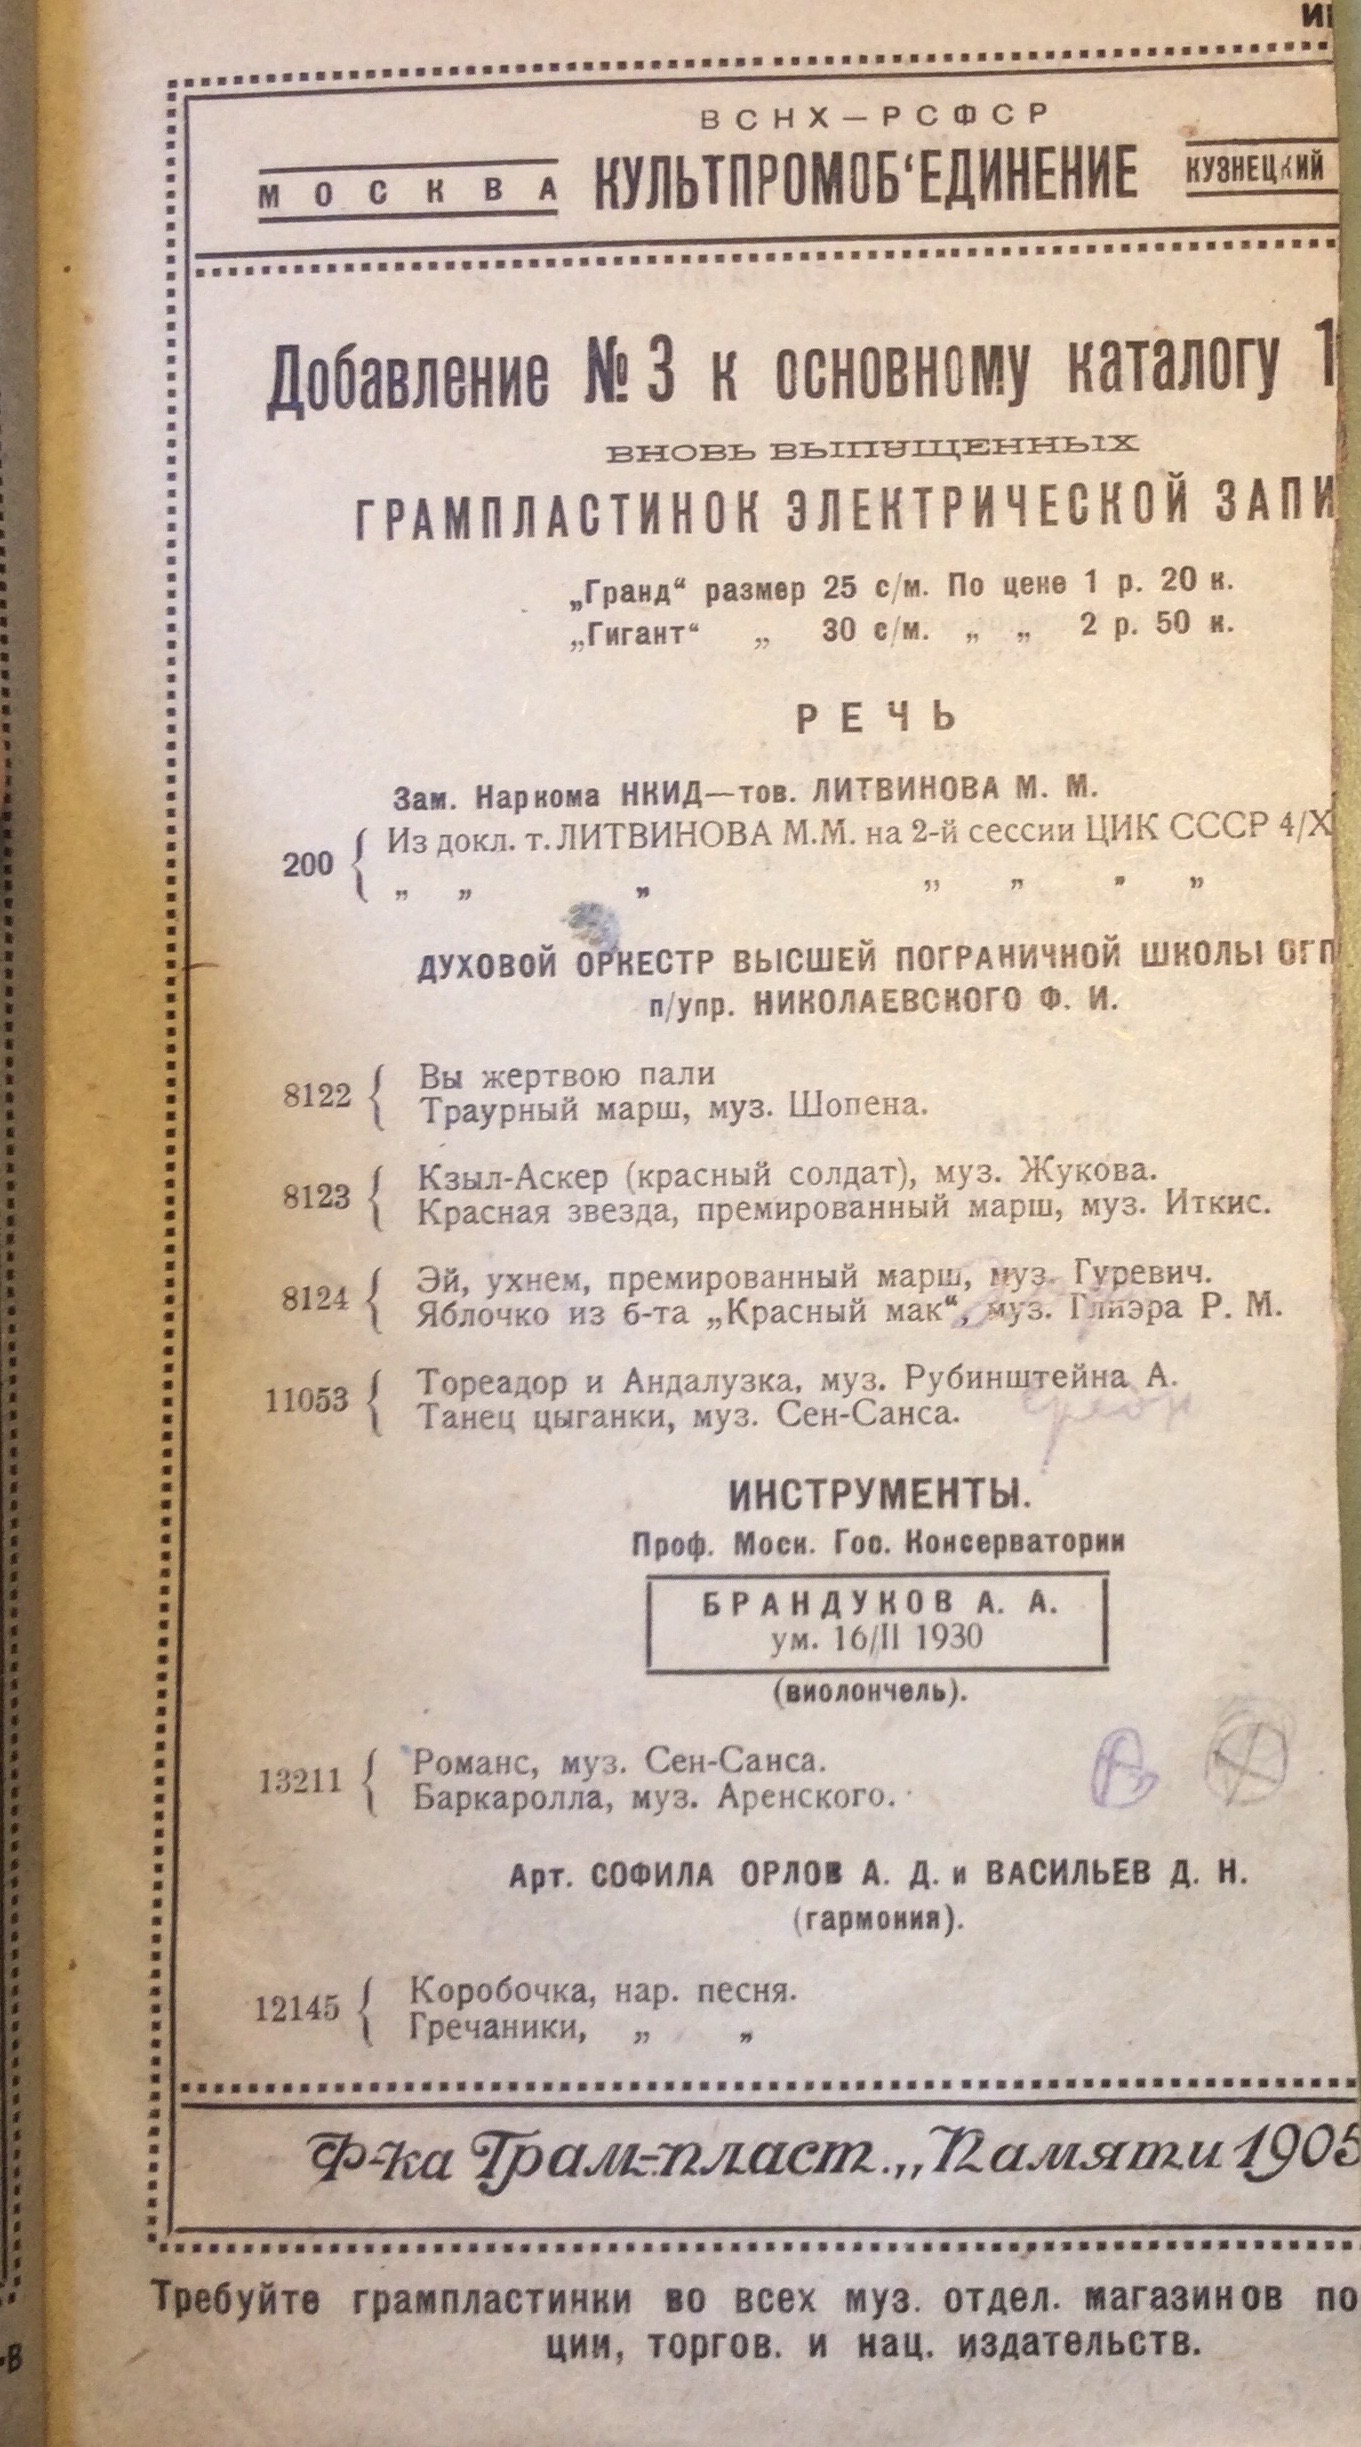 ВСНХ—РСФСР
МОСКВА КУЛЬТПРОМОБ‘ЕДИНЕНИЕ КУЗНЕЦКИЙ
Добавление №3 к основному каталогу 1
ВНОВЬ ВЫПУЩЕННЫХ
ГРАМПЛАСТИНОК ЭЛЕКТРИЧЕСКОЙ ЗАПИ
„Гранд“ размер 25 с/м. По цене 1 р. 20 к.
„Гигант“ „ 30 с/м. „ „ 2 р. 50 к.
РЕЧЬ
Зам. Наркома НКИД—тов. ЛИТВИНОВА М. М.
200 { Из докл. т. ЛИТВИНОВА М.М. на 2-й сессии ЦИК СССР 4/X
„ „ „ „ „ „ „
ДУХОВОЙ ОРКЕСТР ВЫСШЕЙ ПОГРАНИЧНОЙ ШКОЛЫ ОГП
п/упр. НИКОЛАЕВСКОГО Ф. И.
8122 { Вы жертвою пали
Траурный марш, муз. Шопена.
8123 { Кзыл-Аскер (красный солдат), муз. Жукова.
Красная звезда, премированный марш, муз. Иткис.
8124 { Эй, ухнем, премированный марш, муз. Гуревич.
Яблочко из б-та „Красный мак“, муз. Глиэра Р. М.
11053 { Тореадор и Андалузка, муз. Рубинштейна А.
Танец цыганки, муз. Сен-Санса.
ИНСТРУМЕНТЫ.
Проф. Моск. Гос. Консерватории
БРАНДУКОВ А. А.
ум. 16/II 1930
(виолончель).
13211 { Романс, муз. Сен-Санса.
Баркаролла, муз. Аренского.
Арт. СОФИЛА ОРЛОВ А. Д. и ВАСИЛЬЕВ Д. Н.
(гармония).
12145 { Коробочка, нар. песня.
Гречаники, „ „
Ф-ка Грам-пласт. „Памяти 1905
Требуйте грампластинки во всех муз. отдел. магазинов по
ции, торгов. и нац. издательств.